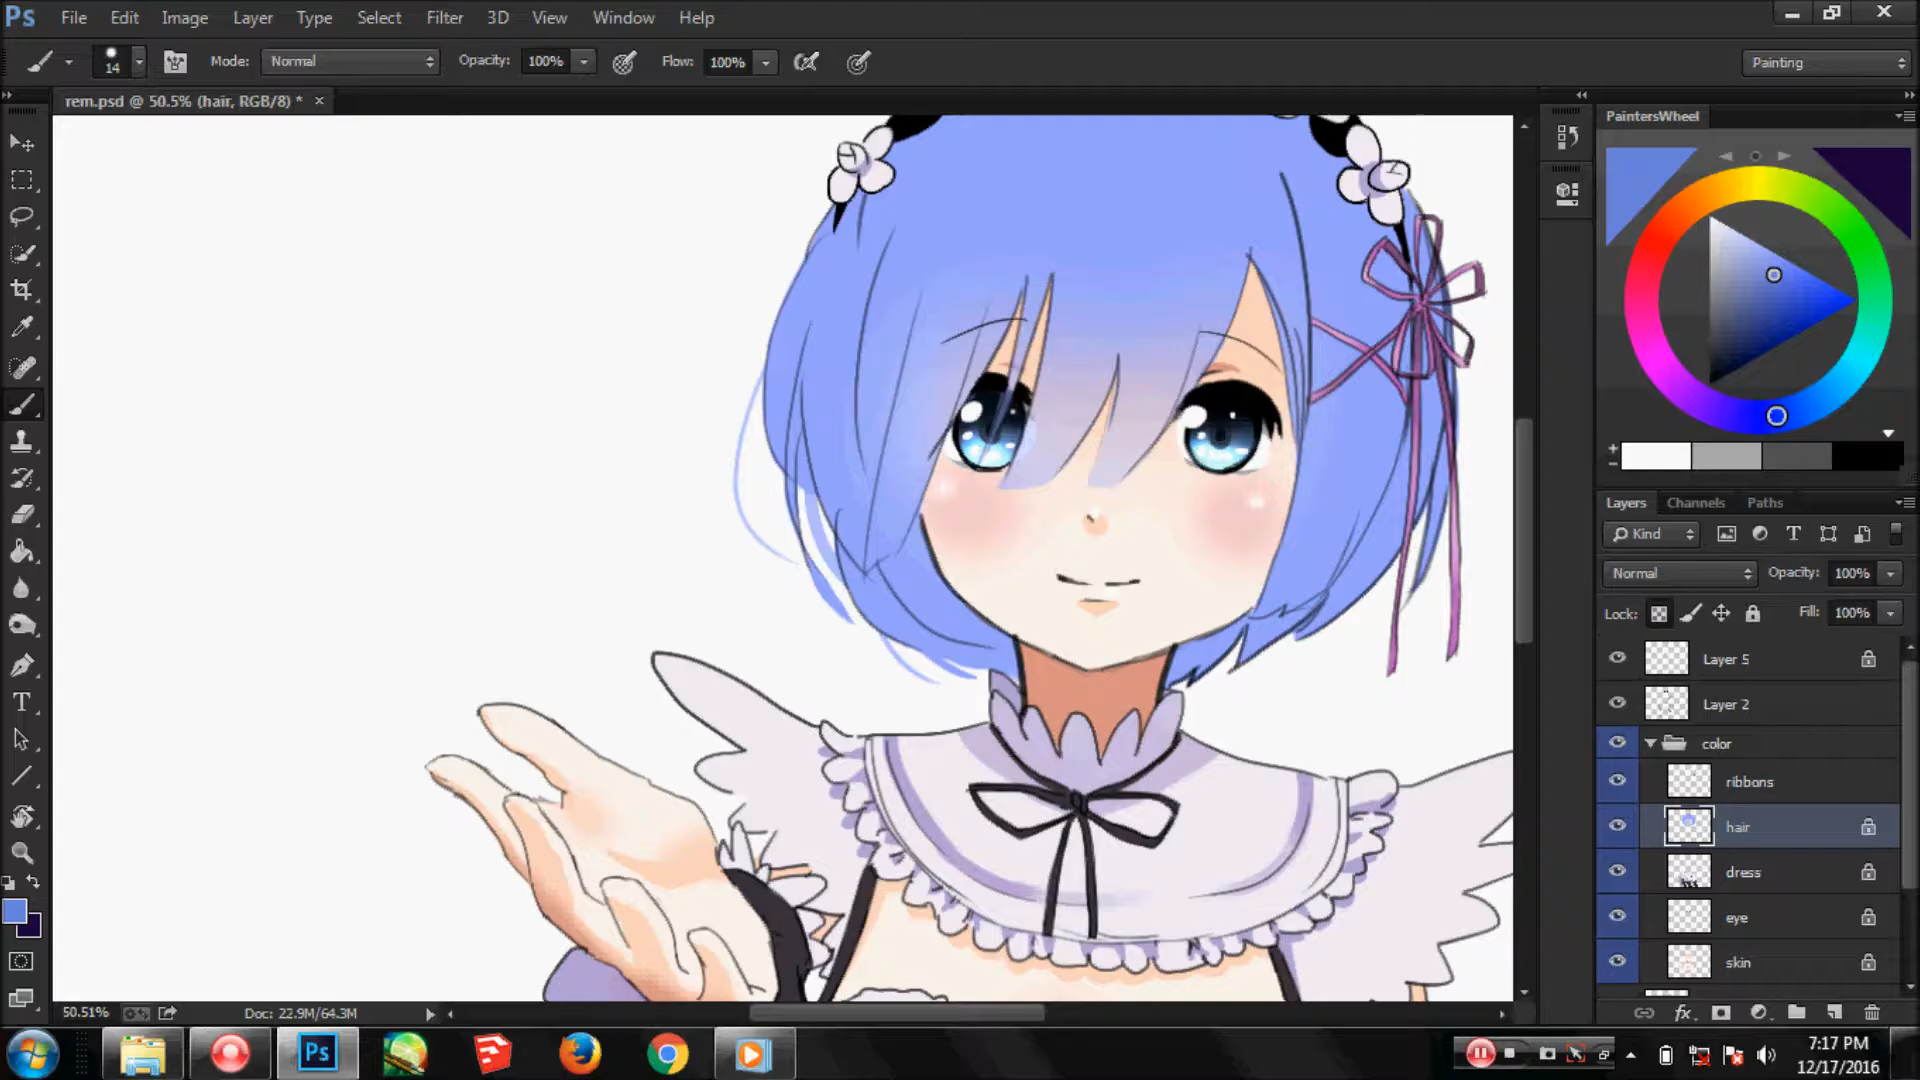 Ps File Edit Image Layer Type Select Filter 3D View Window Help
14 Mode: Normal Opacity: 100% Flow: 100% Painting
rem.psd @ 50.5% (hair, RGB/8) * ×
PaintersWheel
Layers Channels Paths
Kind
Normal Opacity: 100%
Lock: Fill: 100%
Layer 5
Layer 2
color
ribbons
hair
dress
eye
skin
50.51% Doc: 22.9M/64.3M
fx
Ps
7:17 PM
12/17/2016